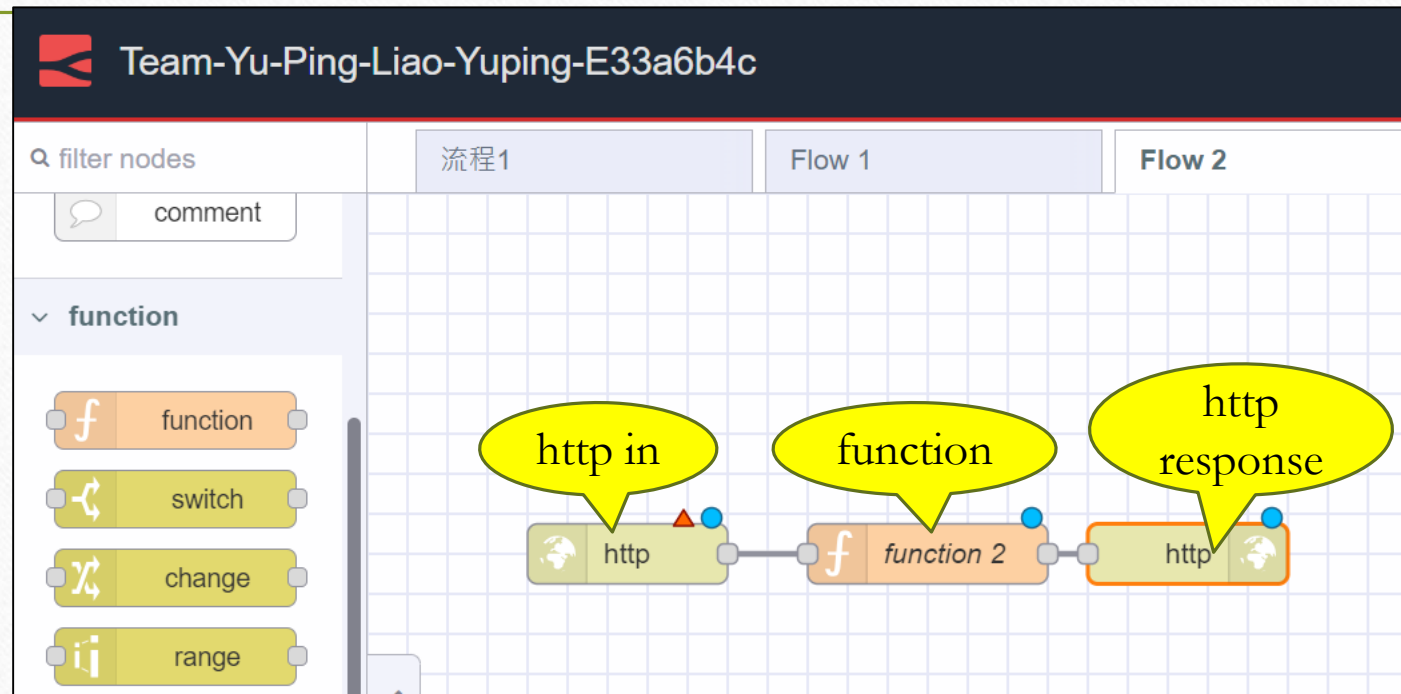 Team-Yu-Ping-Liao-Yuping-E33a6b4c
filter nodes
流程1
Flow 1
Flow 2
comment
function
function
switch
change
range
http in
function
http
response
http
function 2
http